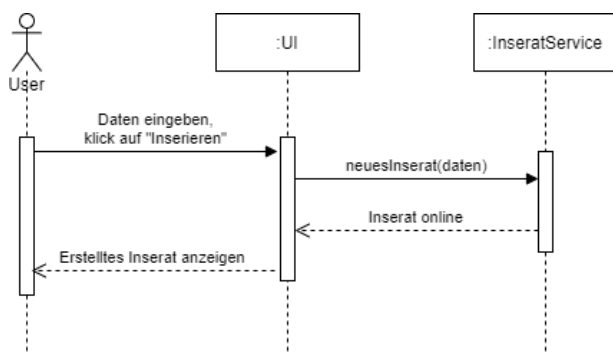 :UI
:InseratService
User
Daten eingeben,
klick auf "Inserieren"
neuesInserat(daten)
Inserat online
Erstelltes Inserat anzeigen